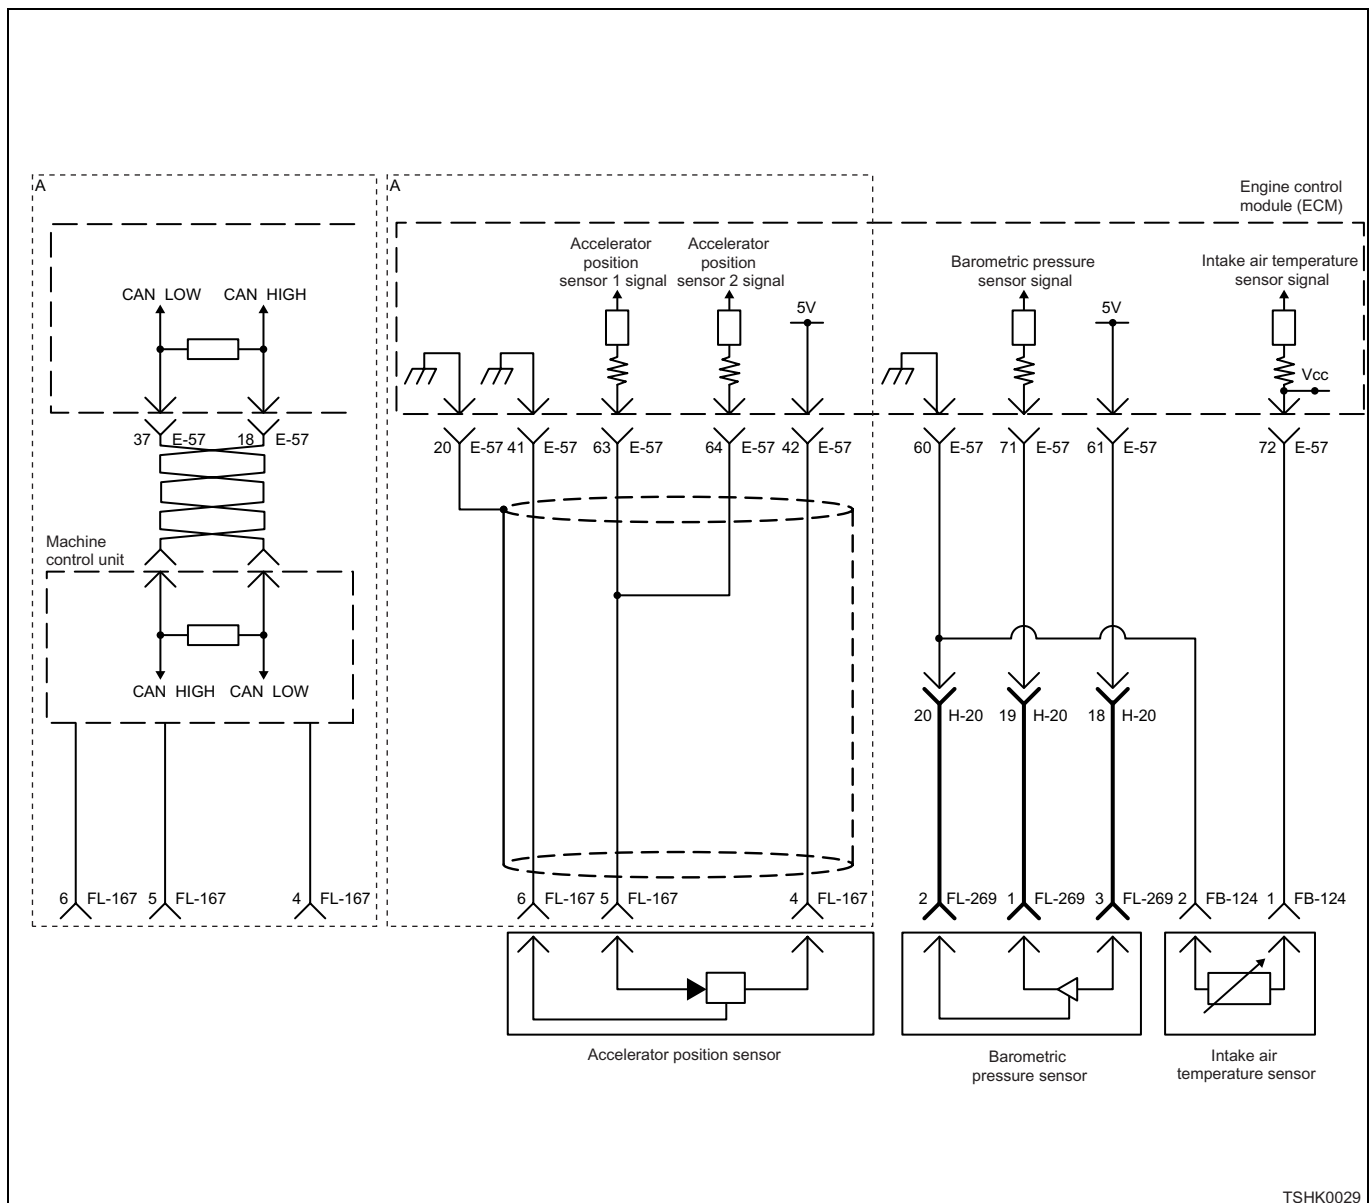 A
A
Engine control
module (ECM)
Accelerator
position
sensor 1 signal
Accelerator
position
sensor 2 signal
Barometric pressure
sensor signal
Intake air temperature
sensor signal
CAN LOW
CAN HIGH
5V
5V
Vcc
37 E-57
18 E-57
20 E-57
41 E-57
63 E-57
64 E-57
42 E-57
60 E-57
71 E-57
61 E-57
72 E-57
Machine
control unit
CAN HIGH
CAN LOW
20 H-20
19 H-20
18 H-20
6 FL-167
5 FL-167
4 FL-167
6 FL-167
5 FL-167
4 FL-167
2 FL-269
1 FL-269
3 FL-269
2 FB-124
1 FB-124
Accelerator position sensor
Barometric
pressure sensor
Intake air
temperature sensor
TSHK0029